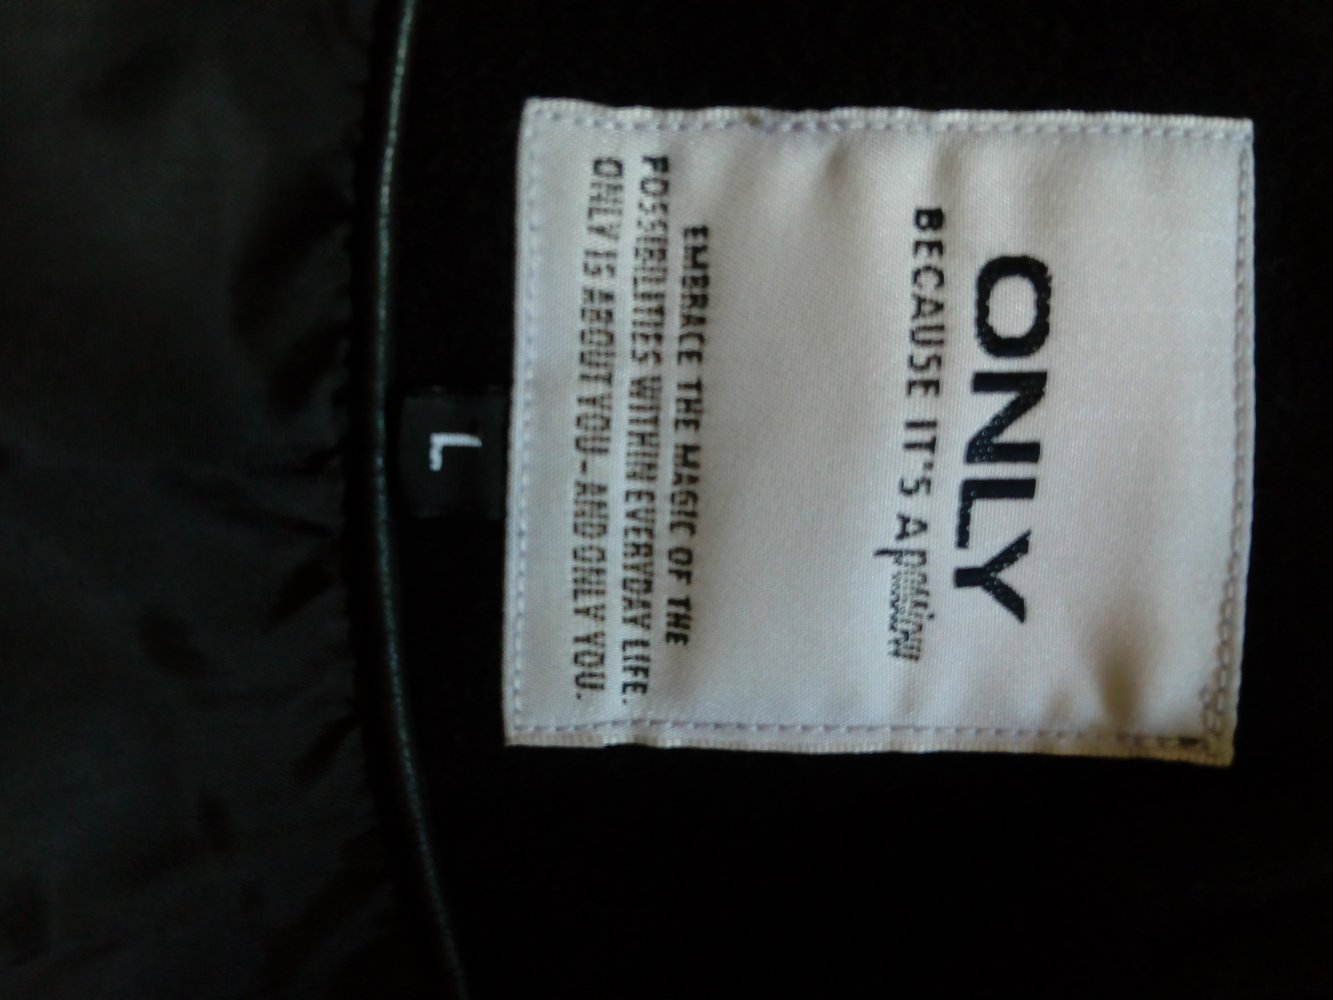 ONLY
BECAUSE IT'S A
EMBRACE THE MAGIC OF THE
POSSIBILITIES WITHIN EVERYDAY LIFE.
ONLY IS ABOUT YOU-AND ONLY YOU.
L